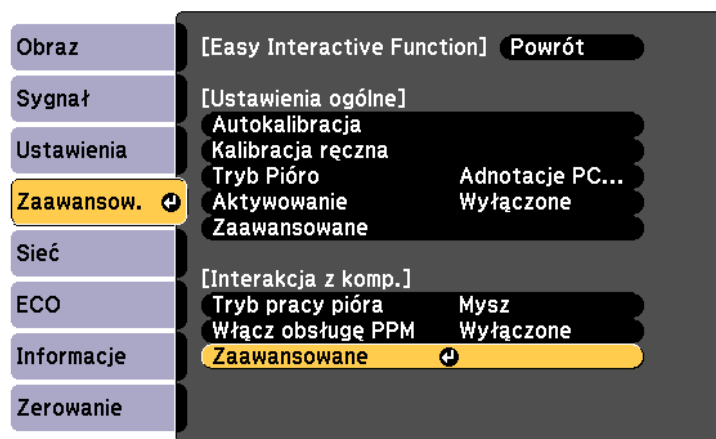 Obraz
Sygnał
Ustawienia
Zaawansow.
Sieć
ECO
Informacje
Zerowanie
[Easy Interactive Function] Powrót
[Ustawienia ogólne]
Autokalibracja
Kalibracja ręczna
Tryb Pióro Adnotacje PC...
Aktywowanie Wyłączone
Zaawansowane
[Interakcja z komp.]
Tryb pracy pióra Mysz
Włącz obsługę PPM Wyłączone
Zaawansowane